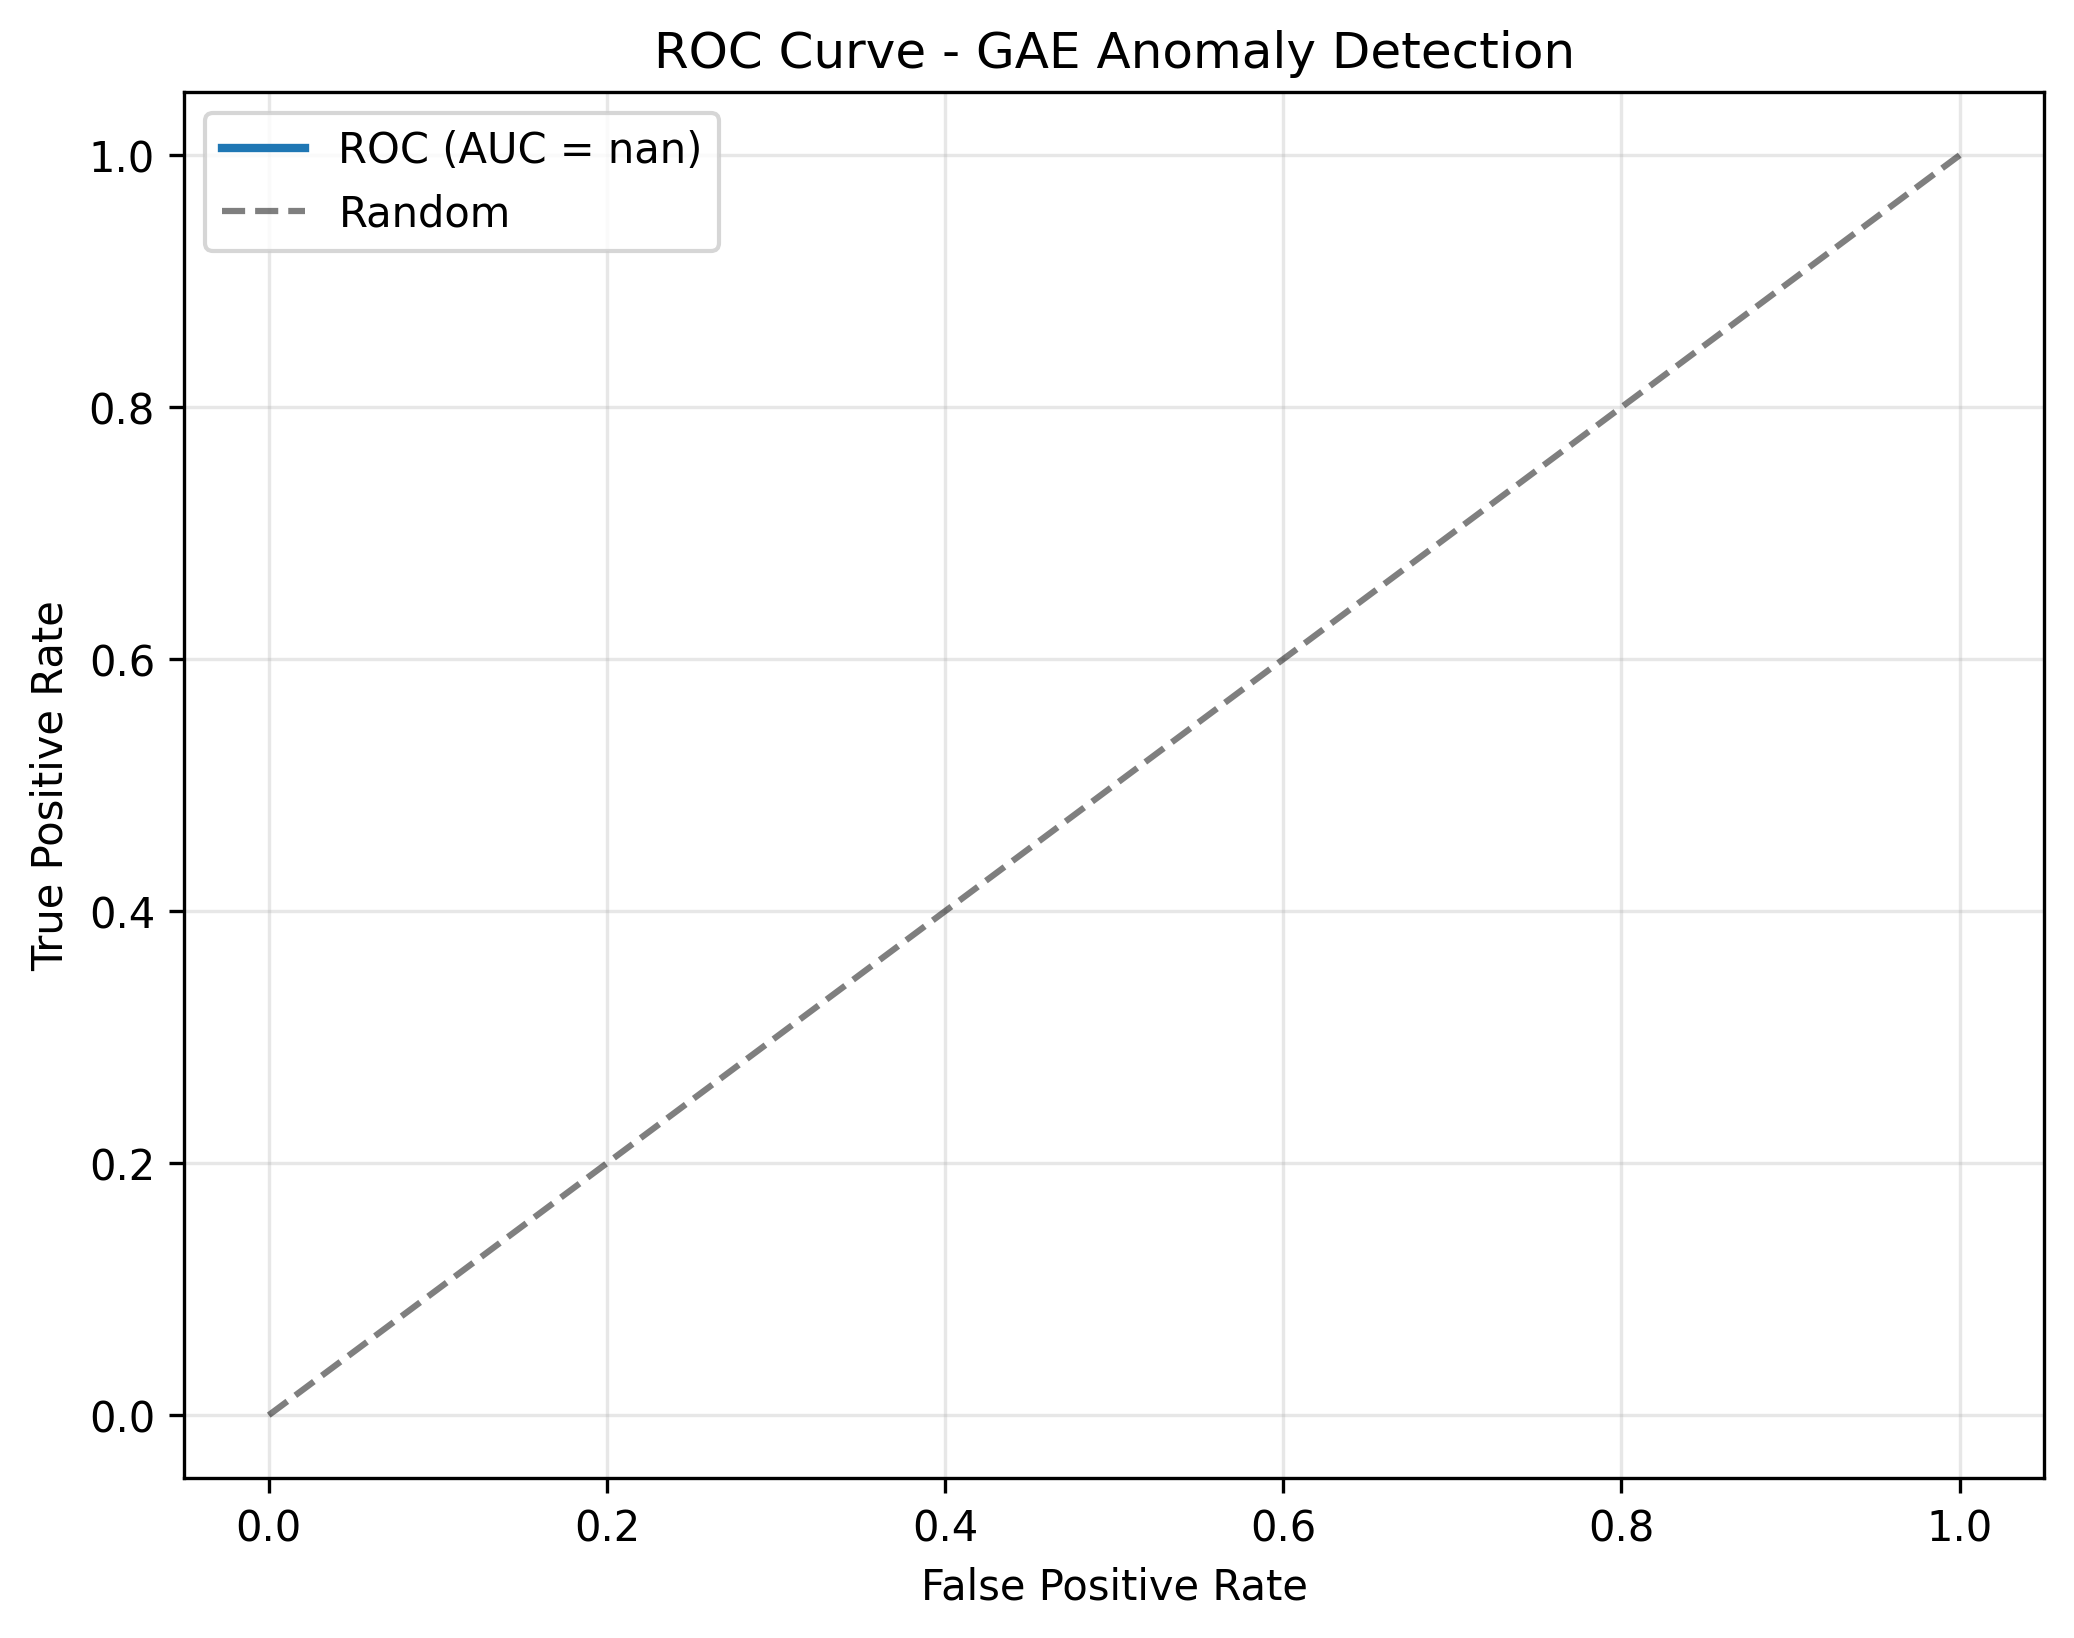 ROC Curve - GAE Anomaly Detection
ROC (AUC = nan)
Random
True Positive Rate
1.0
0.8
0.6
0.4
0.2
0.0
0.0 0.2 0.4 0.6 0.8 1.0
False Positive Rate